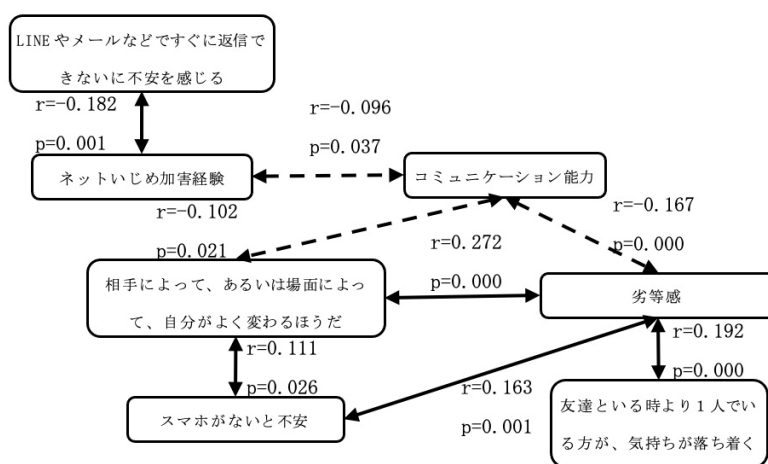 LINEやメールなどですぐに返信で
きないに不安を感じる
r=-0.182
p=0.001
r=-0.096
p=0.037
ネットいじめ加害経験
コミュニケーション能力
r=-0.102
p=0.021
r=-0.167
p=0.000
r=0.272
p=0.000
相手によって、あるいは場面によっ
て、自分がよく変わるほうだ
劣等感
r=0.111
p=0.026
r=0.192
p=0.000
r=0.163
p=0.001
スマホがないと不安
友達といる時より1人でい
る方が、気持ちが落ち着く